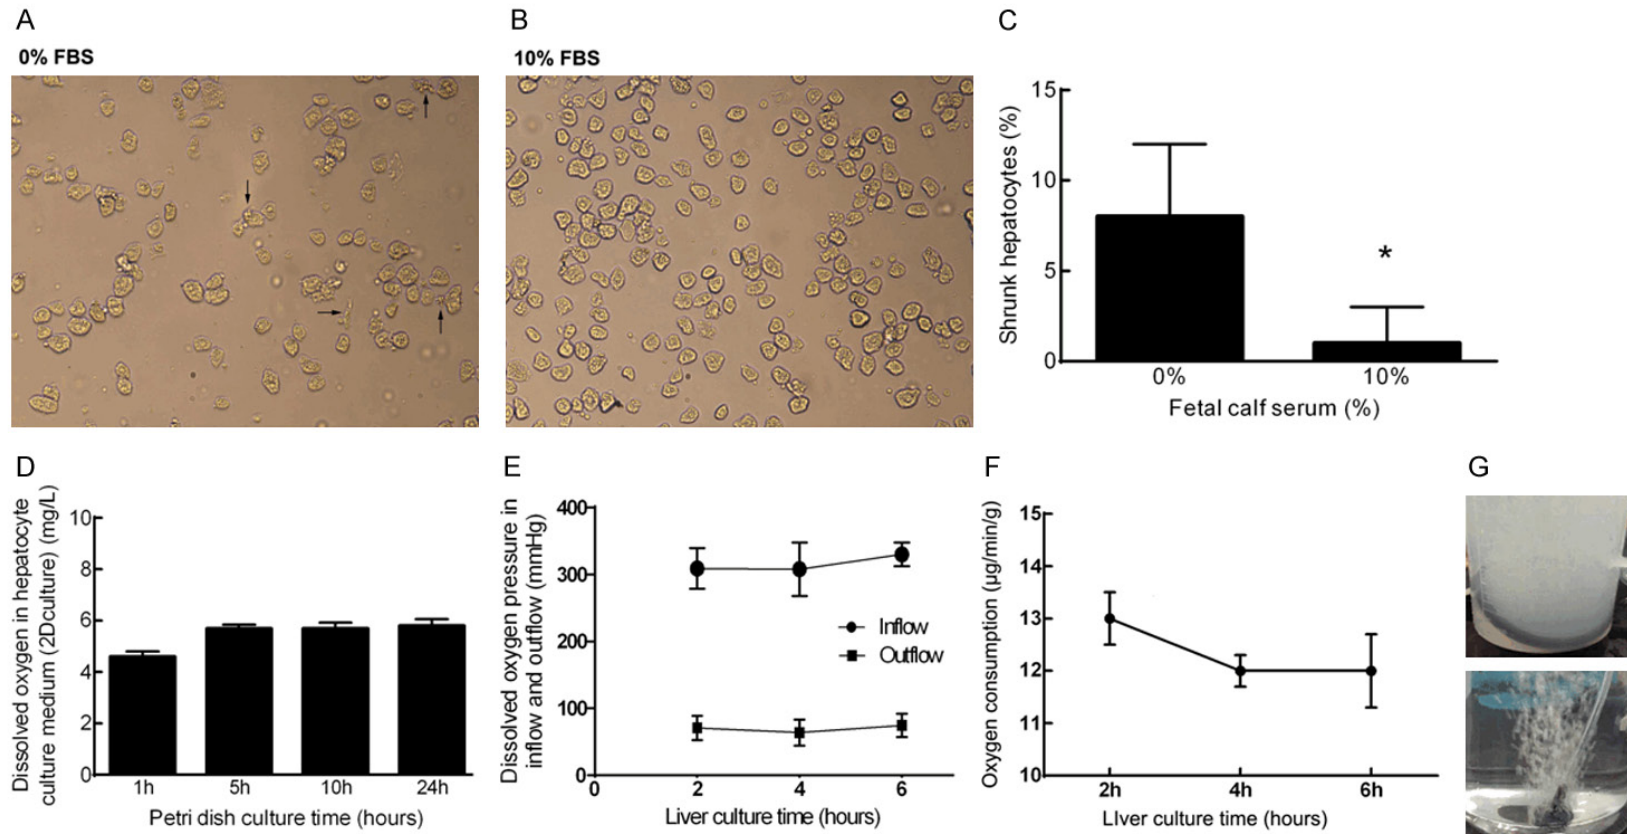 A
0% FBS
B
10% FBS
C
Shrunk hepatocytes (%)
15
10
5
0
*
0%
10%
Fetal calf serum (%)
D
Dissolved oxygen in hepatocyte
culture medium (2Dculture) (mg/L)
10
8
6
4
2
0
1h
5h
10h
24h
Petri dish culture time (hours)
E
Dissolved oxygen pressure in
inflow and outflow (mmHg)
400
300
200
100
0
Inflow
Outflow
0
2
4
6
Liver culture time (hours)
F
Oxygen consumption (μg/min/g)
15
14
13
12
11
10
2h
4h
6h
LIver culture time (hours)
G